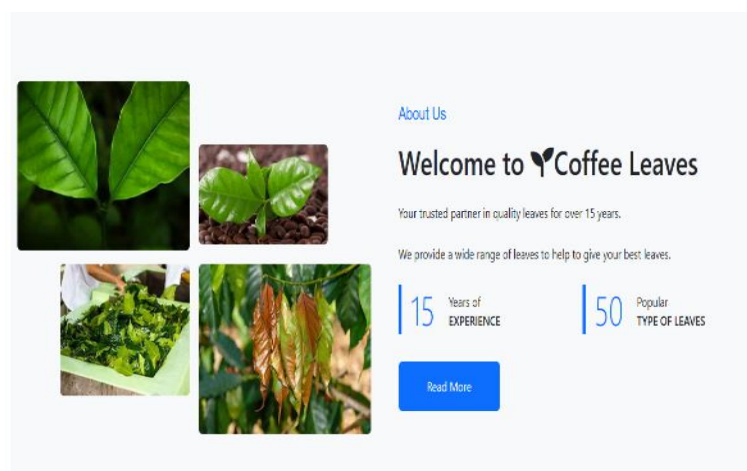 About Us
Welcome to Coffee Leaves
Your trusted partner in quality leaves for over 15 years.
We provide a wide range of leaves to help to give your best leaves.
15 Years of
EXPERIENCE
50 Popular
TYPE OF LEAVES
Read More